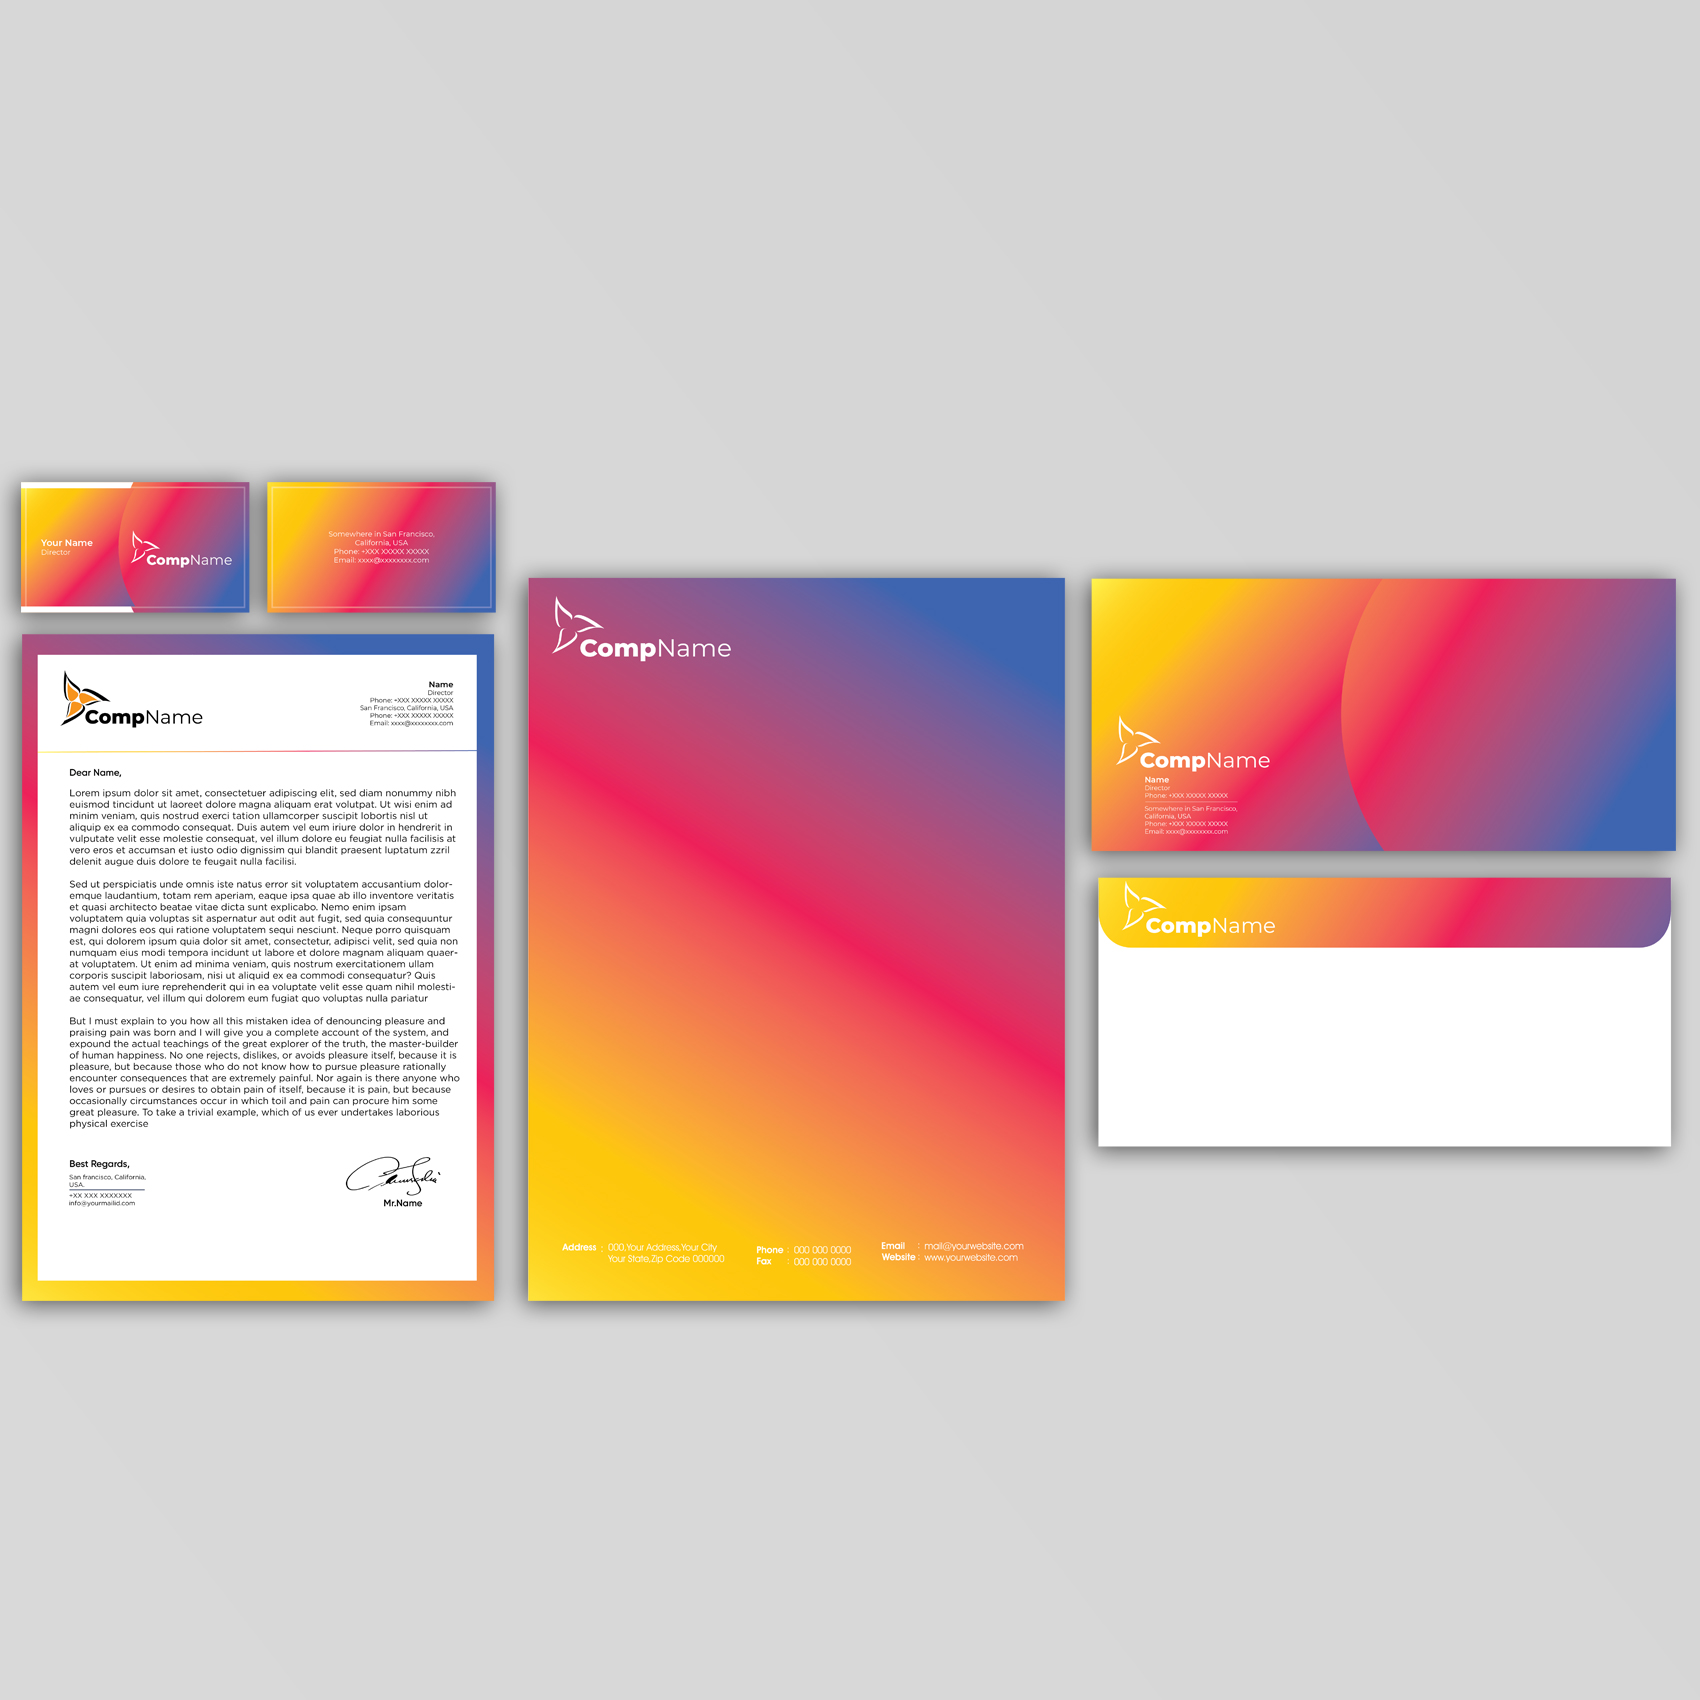 Your Name
Director
CompName
Somewhere in San Francisco,
California, USA
Phone: +XXX XXXXX XXXXX
Email: xxxx@xxxxxxxx.com
CompName
Name
Director
Phone: +XXX XXXXX XXXXX
San Francisco, California, USA
Phone: +XXX XXXXX XXXXX
Email: xxxx@xxxxxxxx.com
Dear Name,
Lorem ipsum dolor sit amet, consectetuer adipiscing elit, sed diam nonummy nibh
euismod tincidunt ut laoreet dolore magna aliquam erat volutpat. Ut wisi enim ad
minim veniam, quis nostrud exerci tation ullamcorper suscipit lobortis nisl ut
aliquip ex ea commodo consequat. Duis autem vel eum iriure dolor in hendrerit in
vulputate velit esse molestie consequat, vel illum dolore eu feugiat nulla facilisis at
vero eros et accumsan et iusto odio dignissim qui blandit praesent luptatum zzril
delenit augue duis dolore te feugait nulla facilisi.
Sed ut perspiciatis unde omnis iste natus error sit voluptatem accusantium dolor-
emque laudantium, totam rem aperiam, eaque ipsa quae ab illo inventore veritatis
et quasi architecto beatae vitae dicta sunt explicabo. Nemo enim ipsam
voluptatem quia voluptas sit aspernatur aut odit aut fugit, sed quia consequuntur
magni dolores eos qui ratione voluptatem sequi nesciunt. Neque porro quisquam
est, qui dolorem ipsum quia dolor sit amet, consectetur, adipisci velit, sed quia non
numquam eius modi tempora incidunt ut labore et dolore magnam aliquam quaer-
at voluptatem. Ut enim ad minima veniam, quis nostrum exercitationem ullam
corporis suscipit laboriosam, nisi ut aliquid ex ea commodi consequatur? Quis
autem vel eum iure reprehenderit qui in ea voluptate velit esse quam nihil molesti-
ae consequatur, vel illum qui dolorem eum fugiat quo voluptas nulla pariatur
But I must explain to you how all this mistaken idea of denouncing pleasure and
praising pain was born and I will give you a complete account of the system, and
expound the actual teachings of the great explorer of the truth, the master-builder
of human happiness. No one rejects, dislikes, or avoids pleasure itself, because it is
pleasure, but because those who do not know how to pursue pleasure rationally
encounter consequences that are extremely painful. Nor again is there anyone who
loves or pursues or desires to obtain pain of itself, because it is pain, but because
occasionally circumstances occur in which toil and pain can procure him some
great pleasure. To take a trivial example, which of us ever undertakes laborious
physical exercise
Best Regards,
San francisco, California,
USA.
+XX XXX XXXXXXX
info@yourmailid.com
Mr.Name
CompName
Address : 000,Your Address,Your City
Your State,Zip Code 000000
Phone : 000 000 0000
Fax : 000 000 0000
Email : mail@yourwebsite.com
Website : www.yourwebsite.com
CompName
Name
Director
Phone: +XXX XXXXX XXXXX
Somewhere in San Francisco,
California, USA
Phone: +XXX XXXXX XXXXX
Email: xxxx@xxxxxxxx.com
CompName